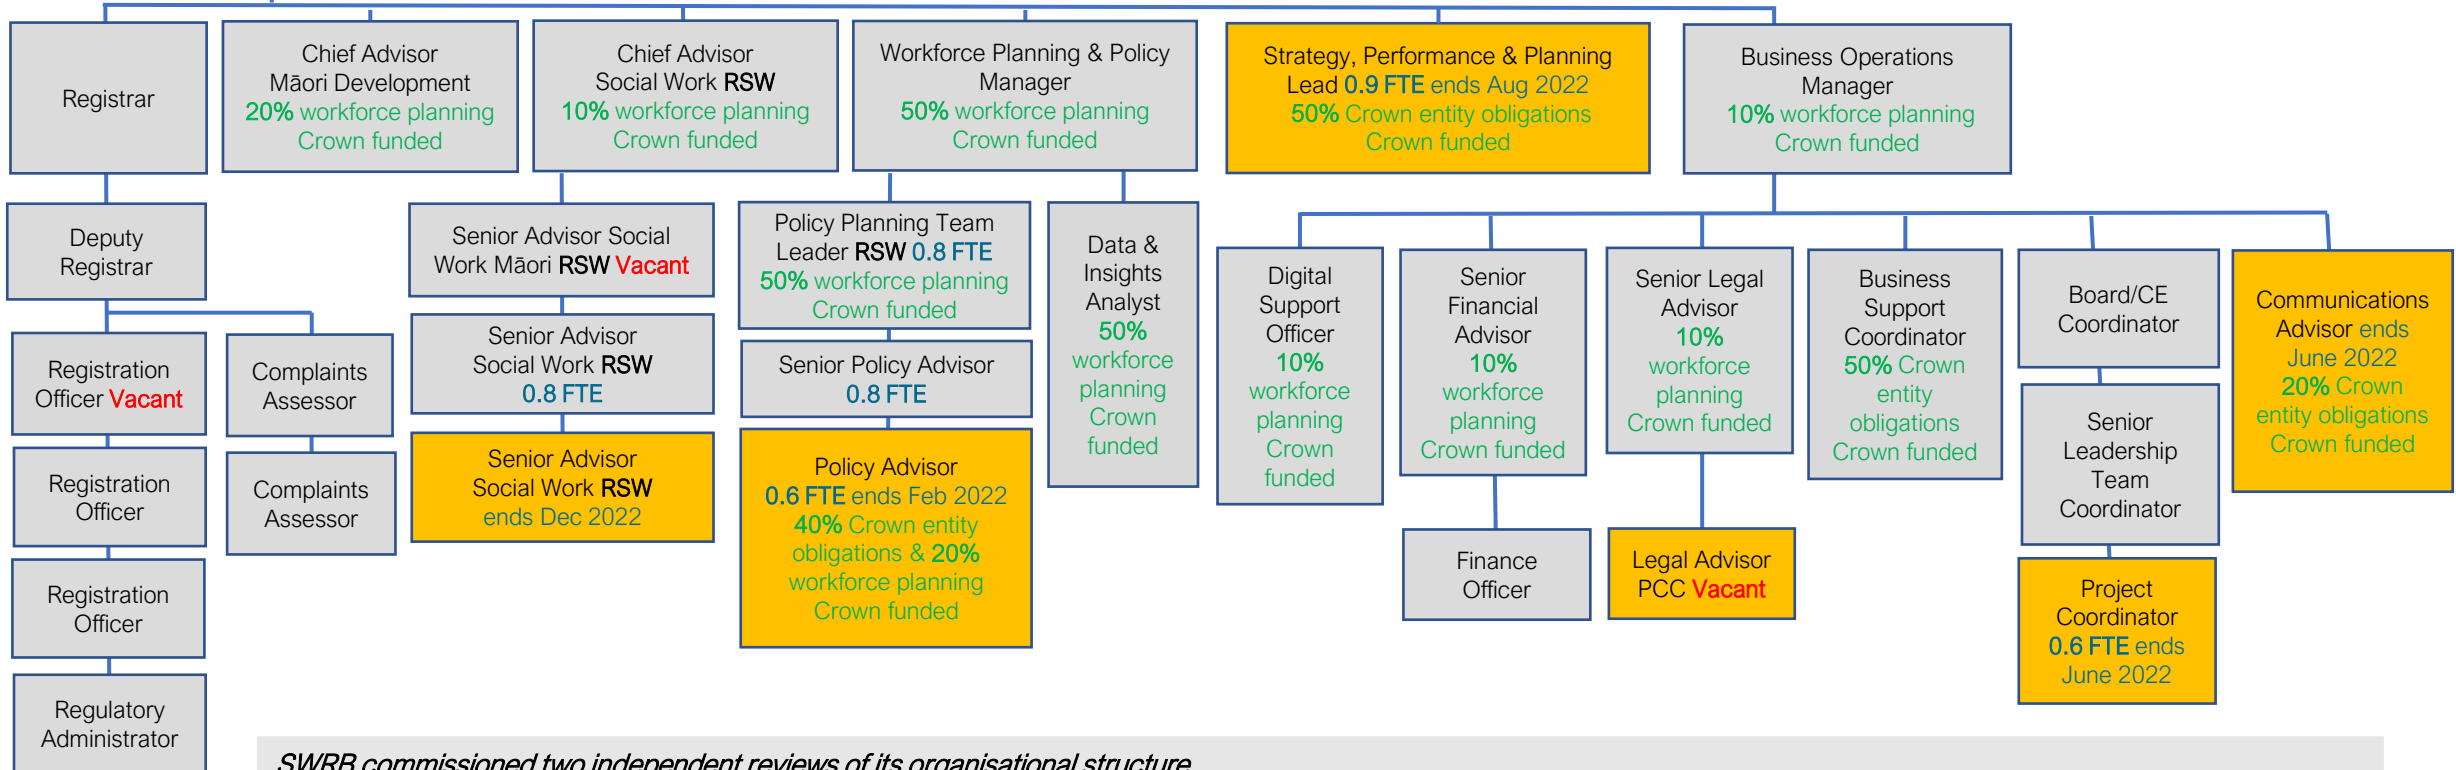 Registrar
Chief Advisor
Māori Development
20% workforce planning
Crown funded
Chief Advisor
Social Work RSW
10% workforce planning
Crown funded
Workforce Planning & Policy
Manager
50% workforce planning
Crown funded
Strategy, Performance & Planning
Lead 0.9 FTE ends Aug 2022
50% Crown entity obligations
Crown funded
Business Operations
Manager
10% workforce planning
Crown funded
Deputy
Registrar
Senior Advisor Social
Work Māori RSW Vacant
Policy Planning Team
Leader RSW 0.8 FTE
50% workforce planning
Crown funded
Data &
Insights
Analyst
50%
workforce
planning
Crown
funded
Digital
Support
Officer
10%
workforce
planning
Crown
funded
Senior
Financial
Advisor
10%
workforce
planning
Crown funded
Senior Legal
Advisor
10%
workforce
planning
Crown funded
Business
Support
Coordinator
50% Crown
entity
obligations
Crown funded
Board/CE
Coordinator
Communications
Advisor ends
June 2022
20% Crown
entity obligations
Crown funded
Registration
Officer Vacant
Complaints
Assessor
Senior Advisor
Social Work RSW
0.8 FTE
Senior Policy Advisor
0.8 FTE
Senior
Leadership
Team
Coordinator
Registration
Officer
Complaints
Assessor
Senior Advisor
Social Work RSW
ends Dec 2022
Policy Advisor
0.6 FTE ends Feb 2022
40% Crown entity
obligations & 20%
workforce planning
Crown funded
Finance
Officer
Legal Advisor
PCC Vacant
Project
Coordinator
0.6 FTE ends
June 2022
Registration
Officer
Regulatory
Administrator
SWRB commissioned two independent reviews of its organisational structure